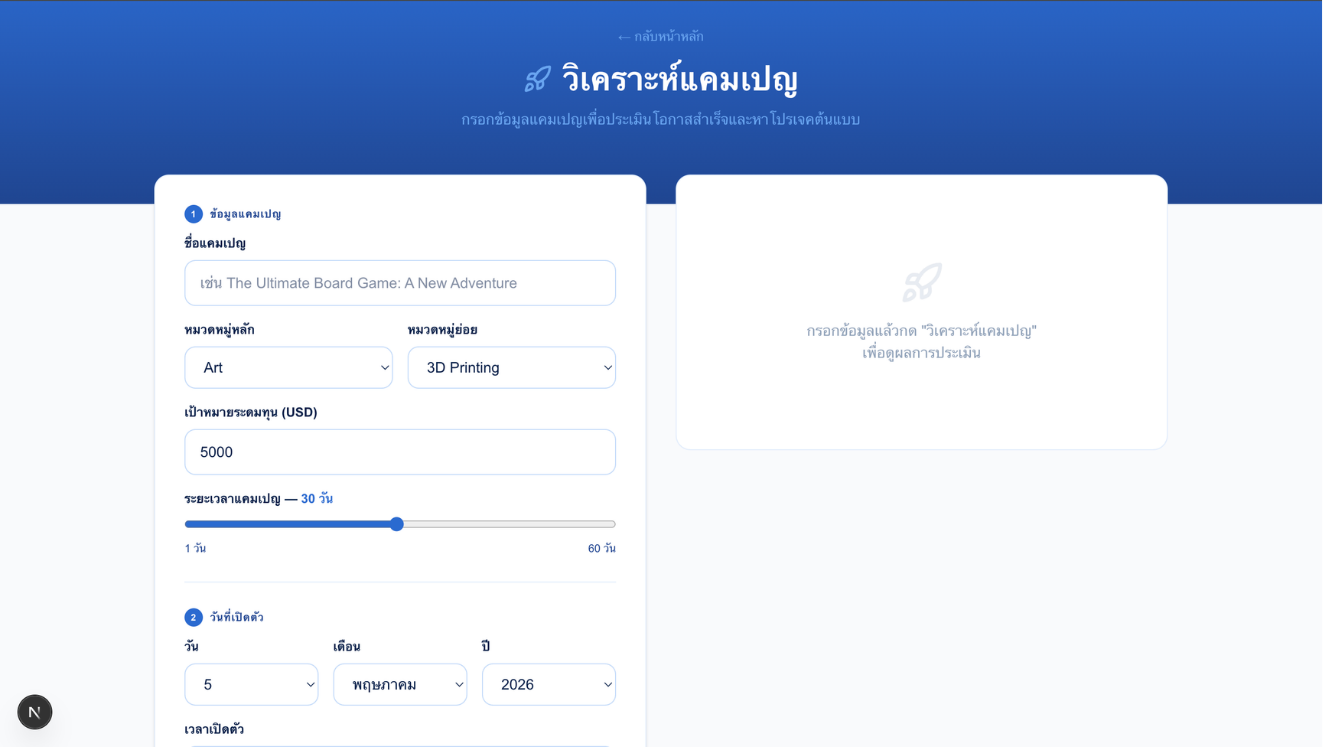 ← กลับหน้าหลัก
วิเคราะห์แคมเปญ
กรอกข้อมูลแคมเปญเพื่อประเมินโอกาสสำเร็จและหาโปรเจคต้นแบบ
1 ข้อมูลแคมเปญ
ชื่อแคมเปญ
เช่น The Ultimate Board Game: A New Adventure
หมวดหมู่หลัก หมวดหมู่ย่อย
Art 3D Printing
เป้าหมายระดมทุน (USD)
5000
ระยะเวลาแคมเปญ — 30 วัน
1 วัน 60 วัน
2 วันที่เปิดตัว
วัน เดือน ปี
5 พฤษภาคม 2026
เวลาเปิดตัว
กรอกข้อมูลแล้วกด "วิเคราะห์แคมเปญ"
เพื่อดูผลการประเมิน
N